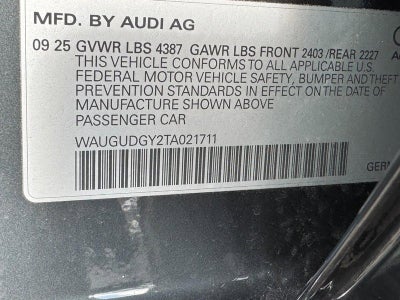 MFD. BY AUDI AG
09 25 GVWR LBS 4387 GAWR LBS FRONT 2403 /REAR 2227
THIS VEHICLE CONFORMS TO ALL APPLICABLE U.S.
FEDERAL MOTOR VEHICLE SAFETY, BUMPER AND THEFT
PREVENTION STANDARDS IN EFFECT ON THE DATE OF
MANUFACTURE SHOWN ABOVE
PASSENGER CAR
WAUGUDGY2TA021711